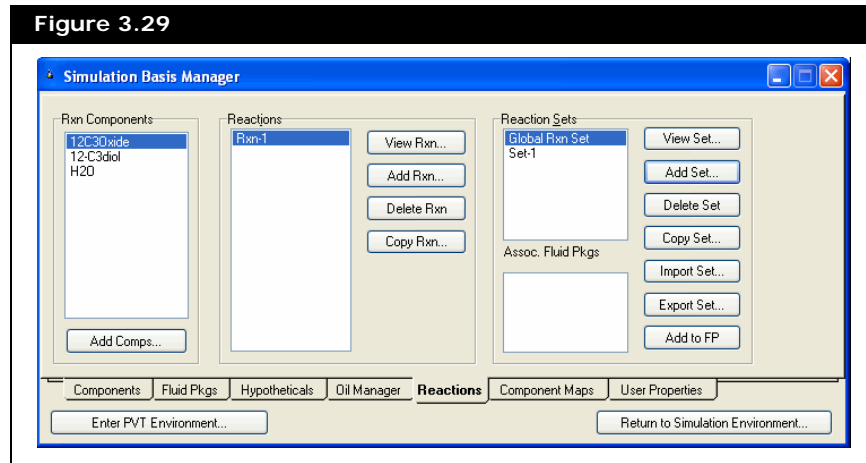 Figure 3.29
Simulation Basis Manager
Rxn Components
12C3Oxide
12-C3diol
H2O
Add Comps...
Reactions
Rxn-1
View Rxn...
Add Rxn...
Delete Rxn
Copy Rxn...
Reaction Sets
Global Rxn Set
Set-1
Assoc. Fluid Pkgs
View Set...
Add Set...
Delete Set
Copy Set...
Import Set...
Export Set...
Add to FP
Components Fluid Pkgs Hypotheticals Oil Manager Reactions Component Maps User Properties
Enter PVT Environment... Return to Simulation Environment...